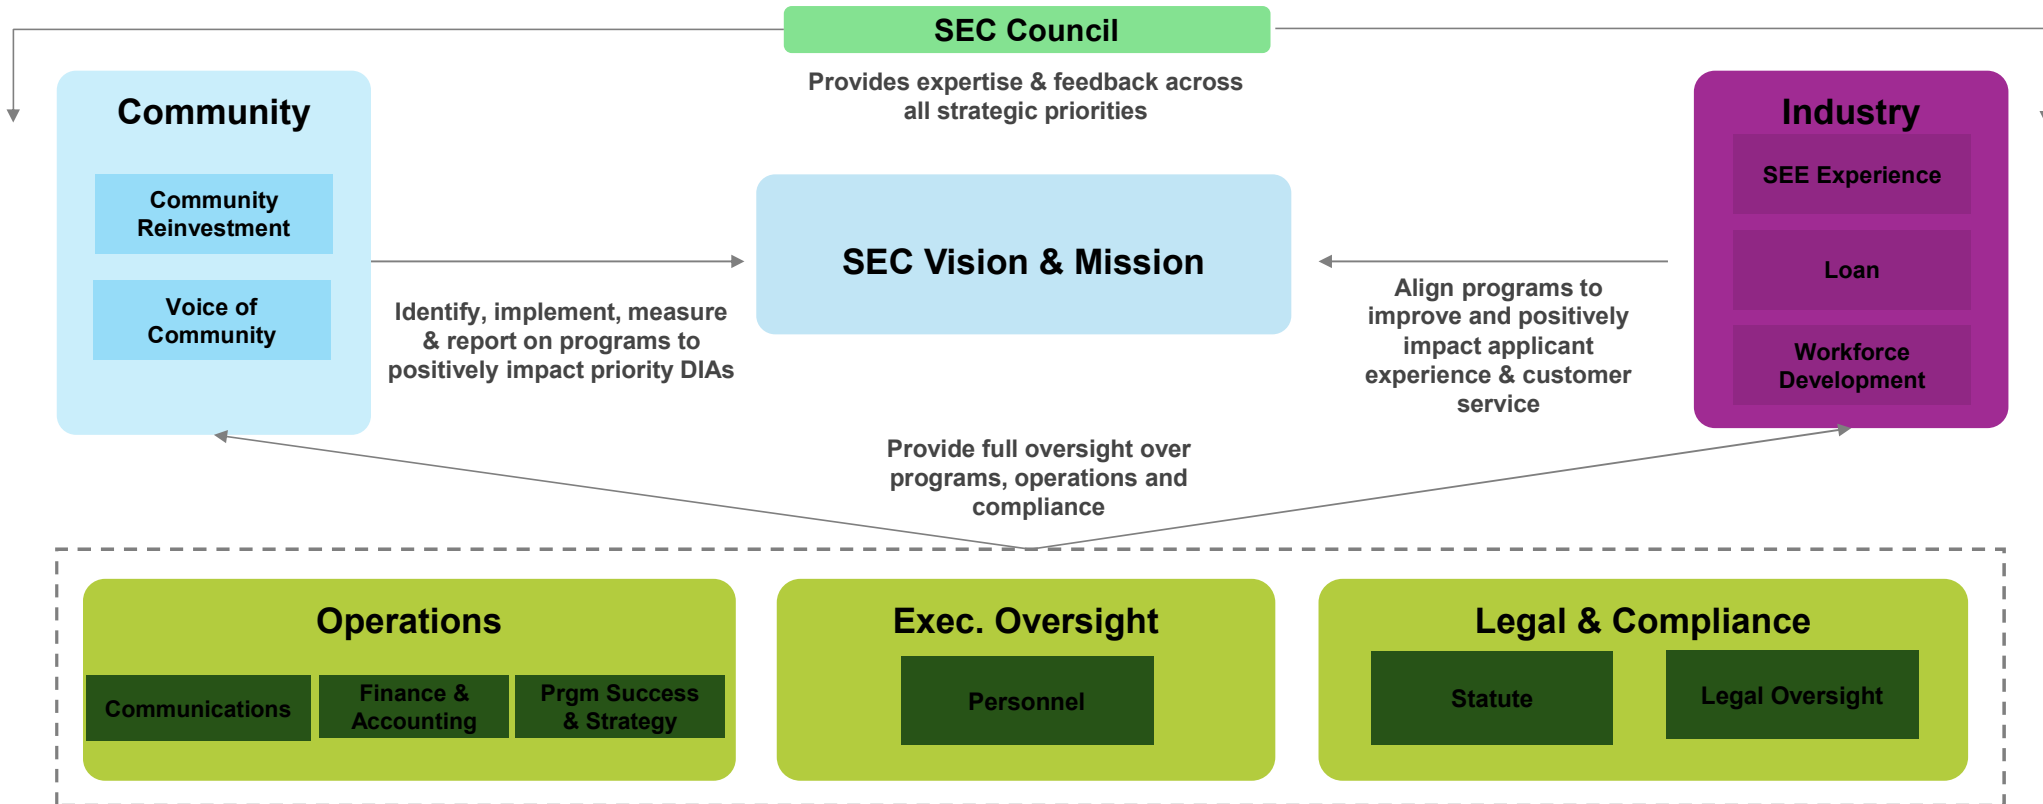 SEC Council
Provides expertise & feedback across
all strategic priorities
Community
Community
Reinvestment
Voice of
Community
Identify, implement, measure
& report on programs to
positively impact priority DIAs
SEC Vision & Mission
Align programs to
improve and positively
impact applicant
experience & customer
service
Industry
SEE Experience
Loan
Workforce
Development
Provide full oversight over
programs, operations and
compliance
Operations
Communications
Finance &
Accounting
Prgm Success
& Strategy
Exec. Oversight
Personnel
Legal & Compliance
Statute
Legal Oversight